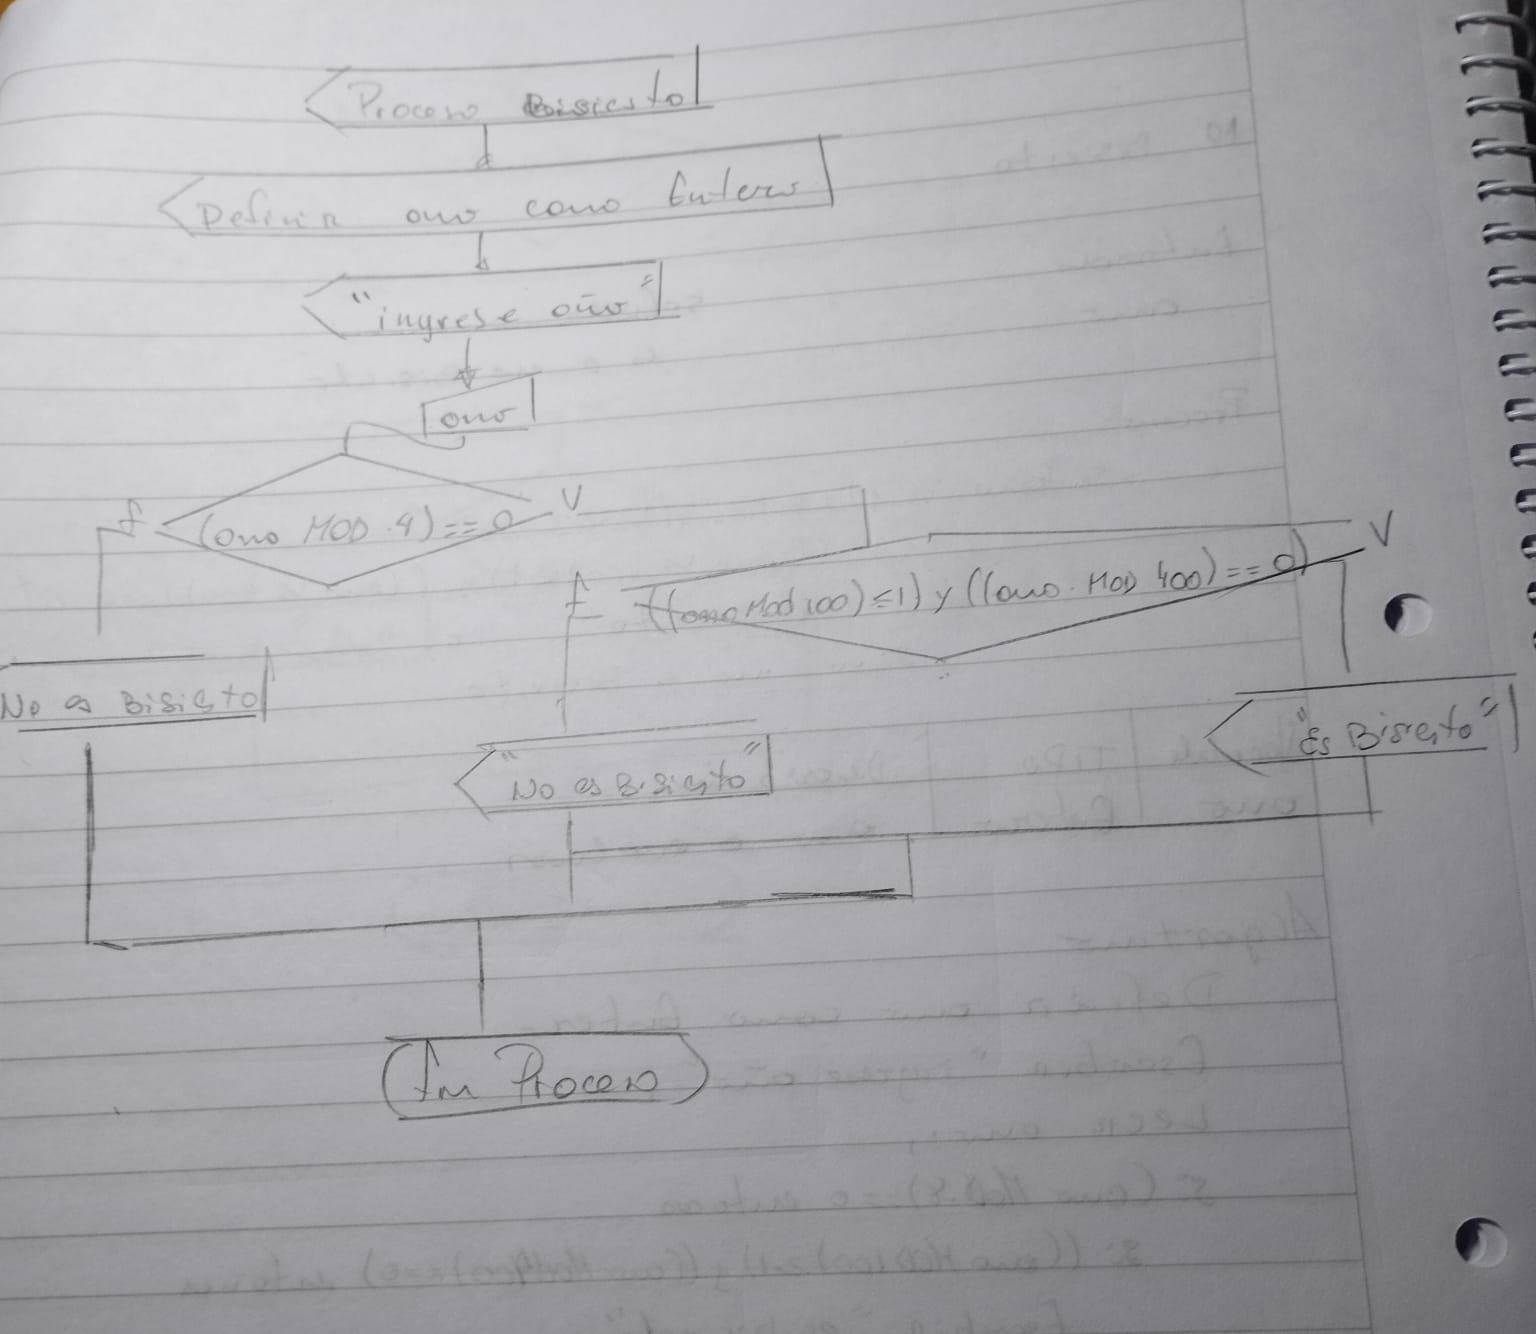 Proceso Bisiesto
Definir ano como Entero
"ingrese año"
ano
f (ano MOD 4) == 0 V
f ((ano Mod 100) ≤ 1) y ((ano MOD 400) == 0) V
No es Bisiesto
"No es Bisiesto"
"Es Bisiesto"
Fin Proceso